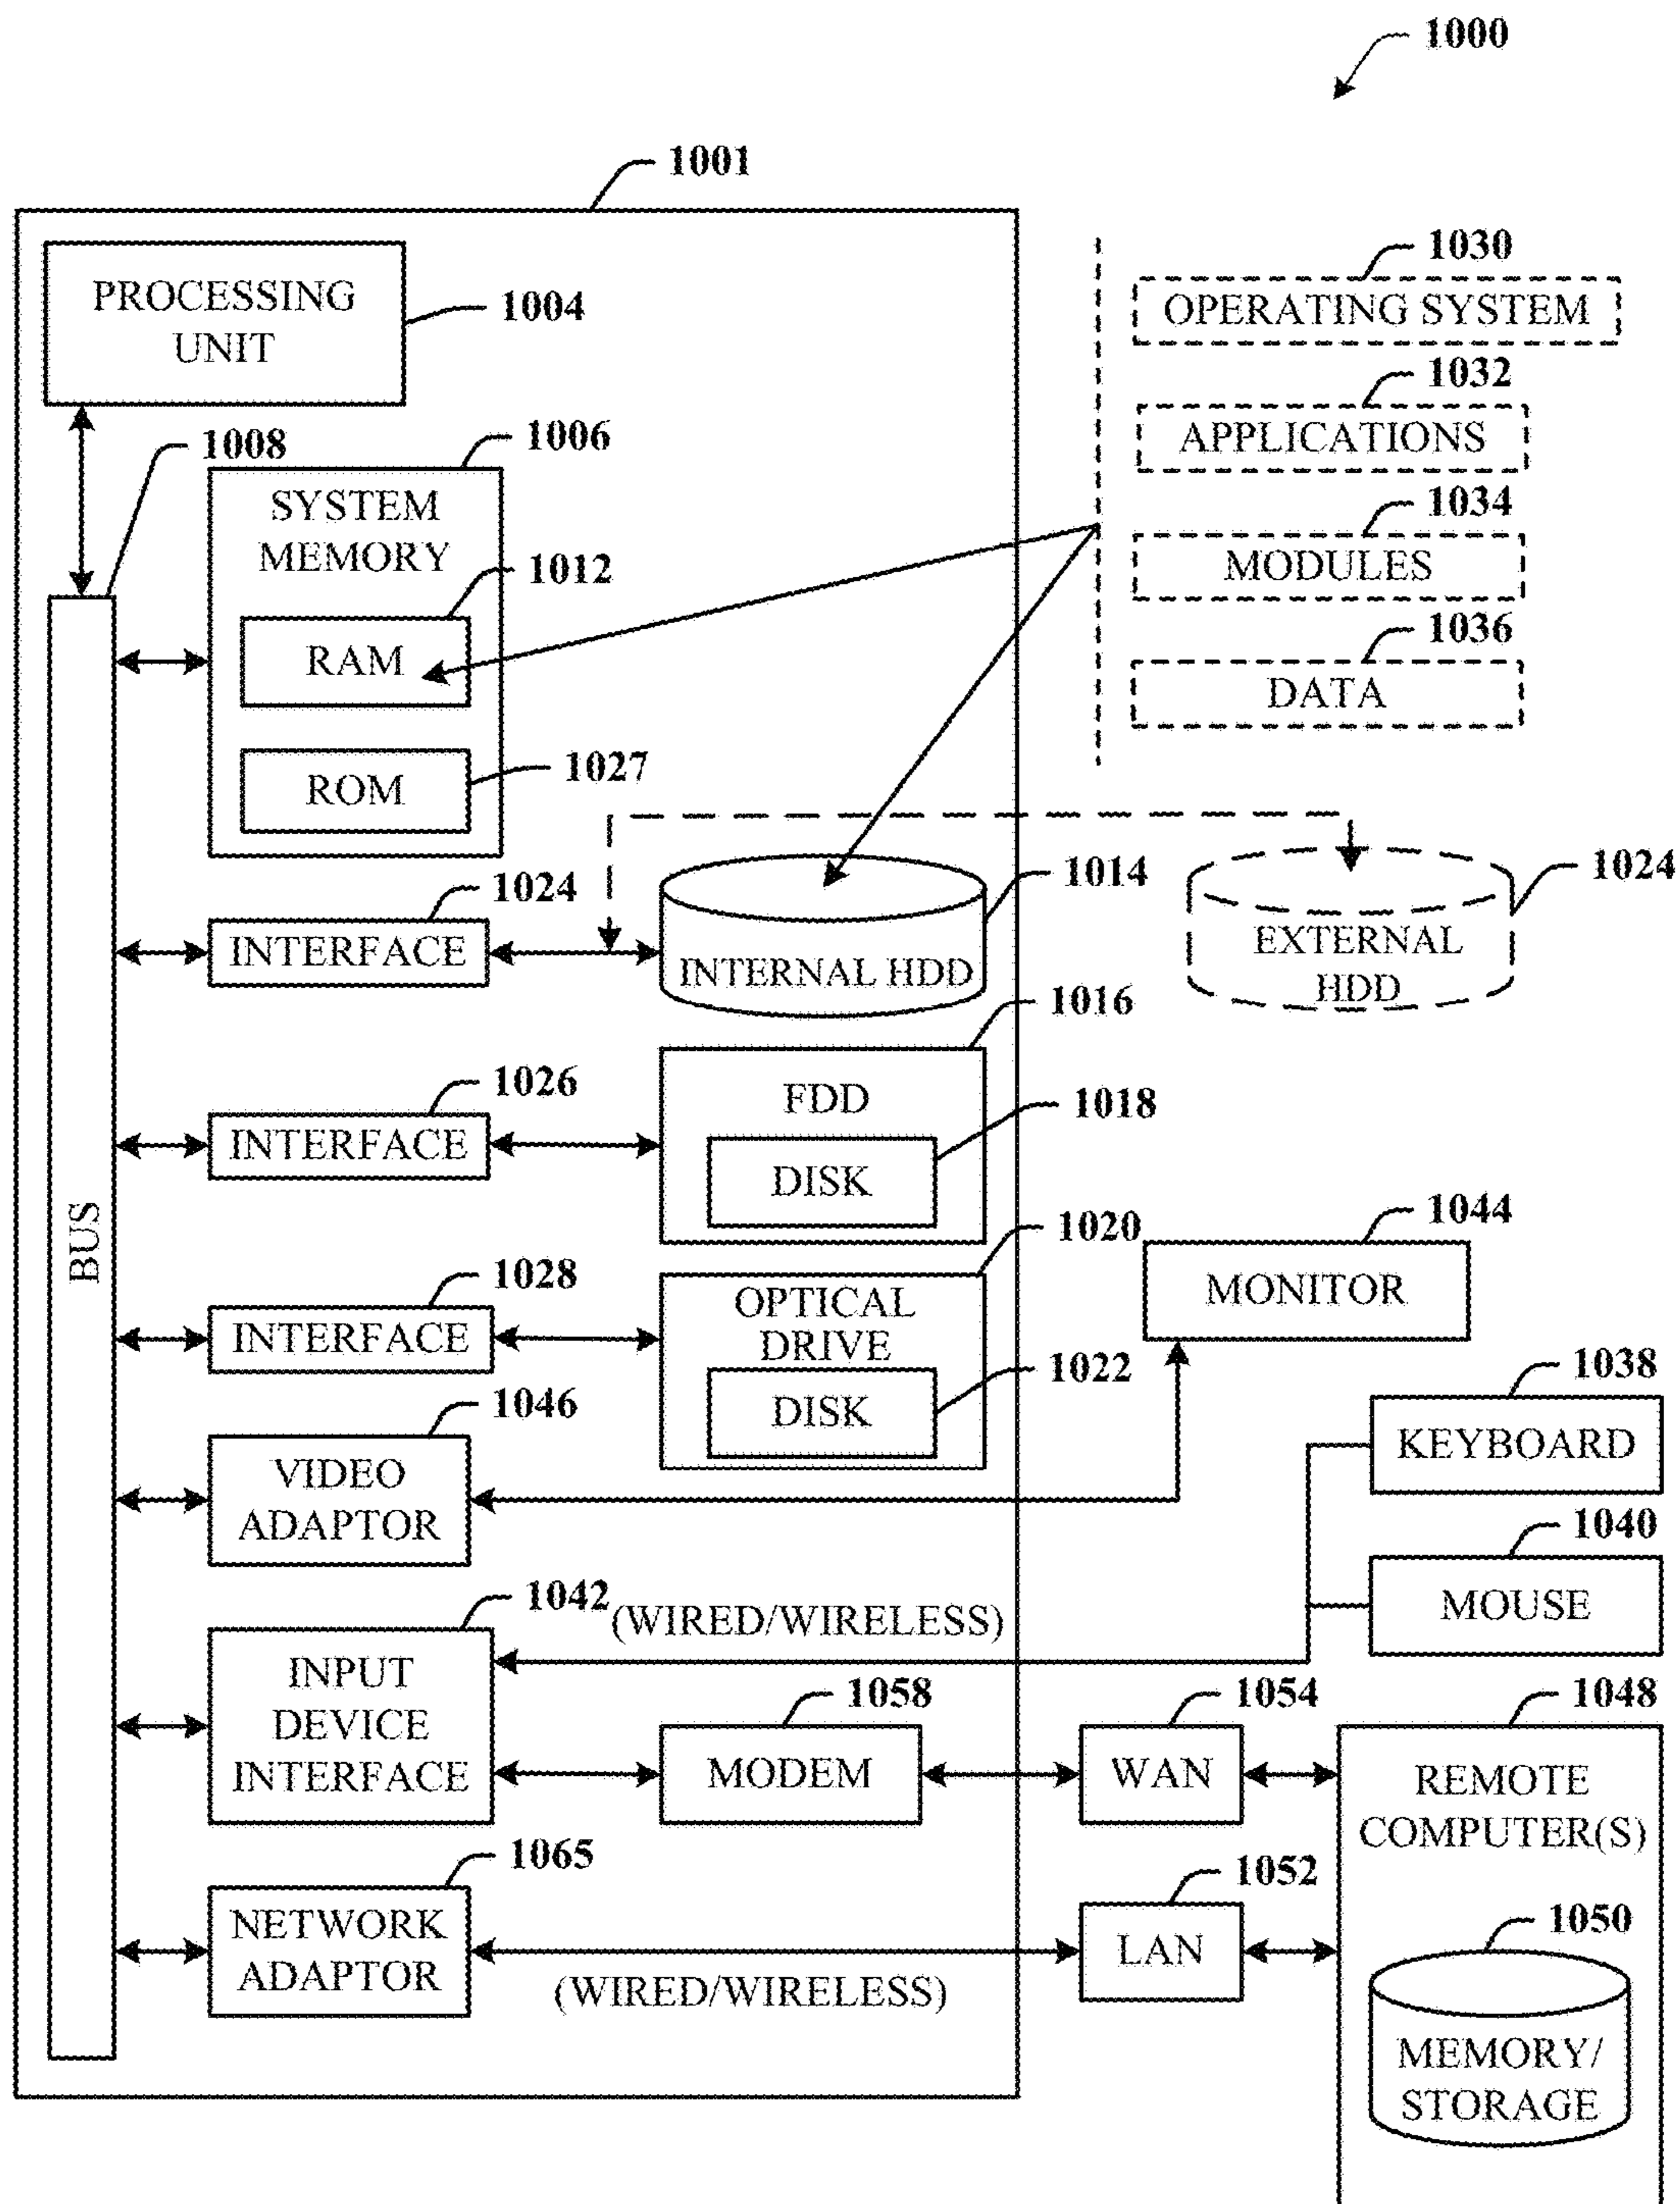 1000
1001
PROCESSING
UNIT
1004
1008
1006
SYSTEM
MEMORY
1012
RAM
ROM
1027
1030
OPERATING SYSTEM
1032
APPLICATIONS
1034
MODULES
1036
DATA
1024
INTERFACE
1014
INTERNAL HDD
1024
EXTERNAL
HDD
1026
INTERFACE
1016
FDD
1018
DISK
BUS
1028
INTERFACE
1020
OPTICAL
DRIVE
1022
DISK
1044
MONITOR
1046
VIDEO
ADAPTOR
1038
KEYBOARD
1040
MOUSE
1042
(WIRED/WIRELESS)
INPUT
DEVICE
INTERFACE
1058
MODEM
1054
WAN
1048
REMOTE
COMPUTER(S)
1065
NETWORK
ADAPTOR
(WIRED/WIRELESS)
1052
LAN
1050
MEMORY/
STORAGE